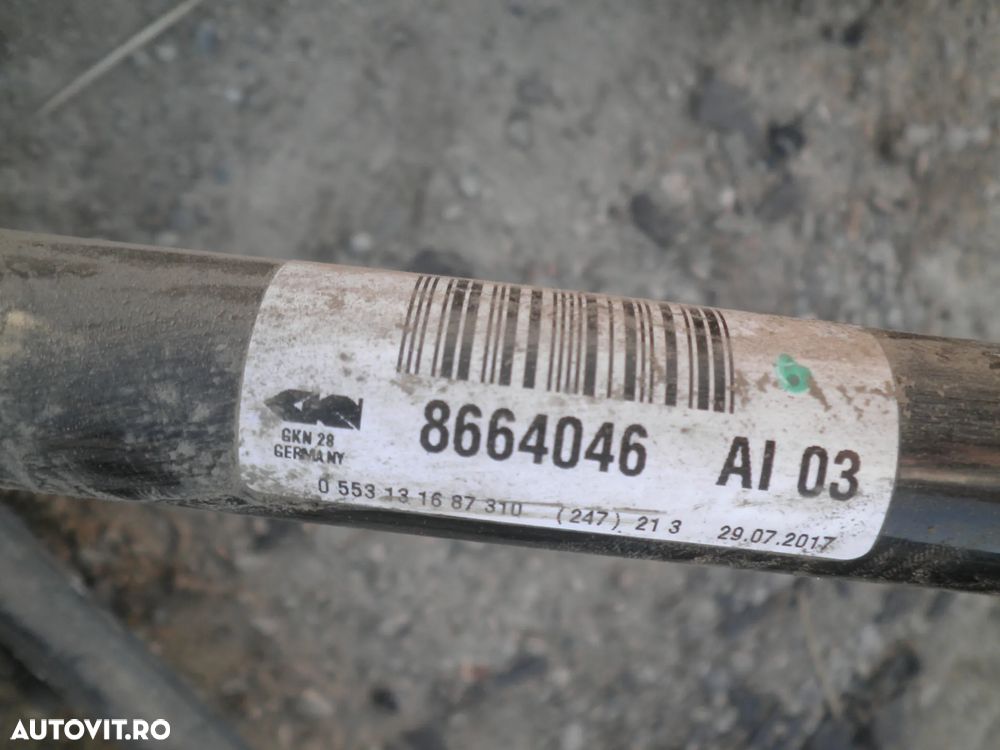 GKN
GKN 28
GERMANY
8664046 AI 03
0 553 13 16 87 310 (247) 21 3 29.07.2017
AUTOVIT.RO